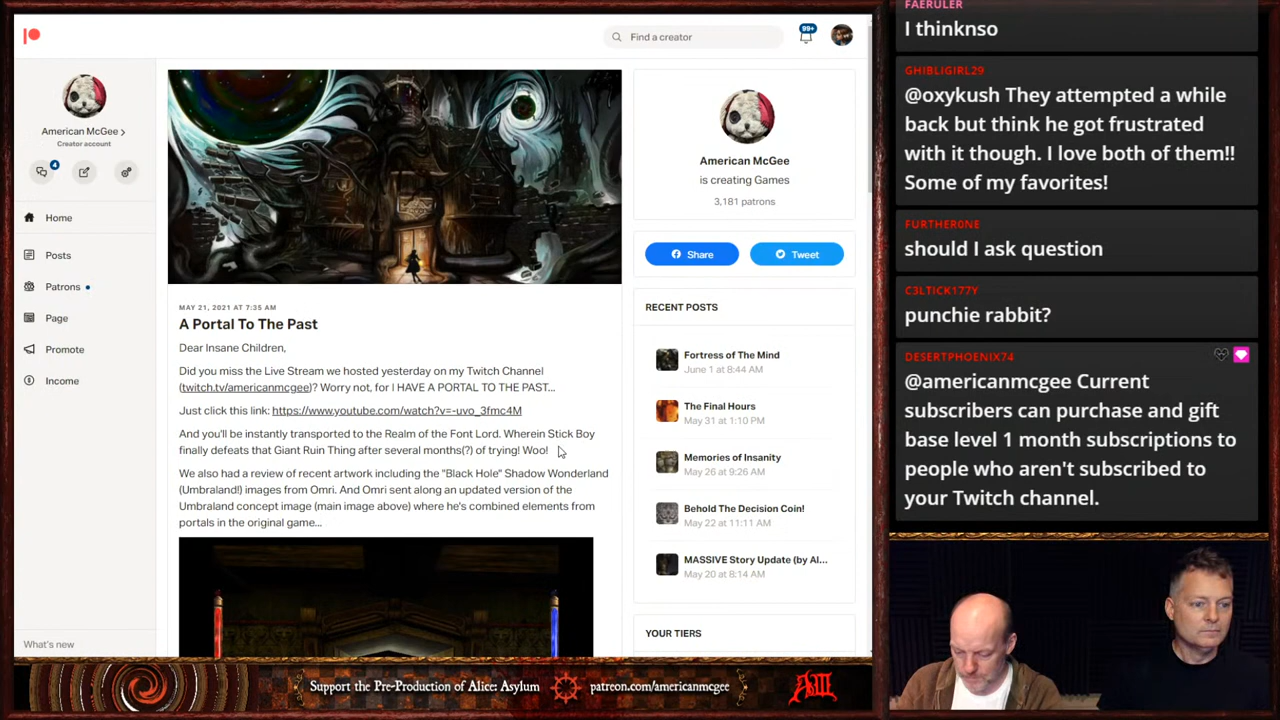 Find a creator
99+
American McGee
Creator account
4
Home
Posts
Patrons
Page
Promote
Income
What's new
MAY 21, 2021 AT 7:35 AM
A Portal To The Past
Dear Insane Children,
Did you miss the Live Stream we hosted yesterday on my Twitch Channel
(twitch.tv/americanmcgee)? Worry not, for I HAVE A PORTAL TO THE PAST...
Just click this link: https://www.youtube.com/watch?v=-uvo_3fmc4M
And you'll be instantly transported to the Realm of the Font Lord. Wherein Stick Boy
finally defeats that Giant Ruin Thing after several months(?) of trying! Woo!
We also had a review of recent artwork including the "Black Hole" Shadow Wonderland
(Umbraland!) images from Omri. And Omri sent along an updated version of the
Umbraland concept image (main image above) where he's combined elements from
portals in the original game...
American McGee
is creating Games
3,181 patrons
Share
Tweet
RECENT POSTS
Fortress of The Mind
June 1 at 8:44 AM
The Final Hours
May 31 at 1:10 PM
Memories of Insanity
May 26 at 9:26 AM
Behold The Decision Coin!
May 22 at 11:11 AM
MASSIVE Story Update (by Al...
May 20 at 8:14 AM
YOUR TIERS
FAERULER
I thinknso
GHIBLIGIRL29
@oxykush They attempted a while
back but think he got frustrated
with it though. I love both of them!!
Some of my favorites!
FURTHER0NE
should I ask question
C3LTICK177Y
punchie rabbit?
DESERTPHOENIX74
@americanmcgee Current
subscribers can purchase and gift
base level 1 month subscriptions to
people who aren't subscribed to
your Twitch channel.
Support the Pre-Production of Alice: Asylum
patreon.com/americanmcgee